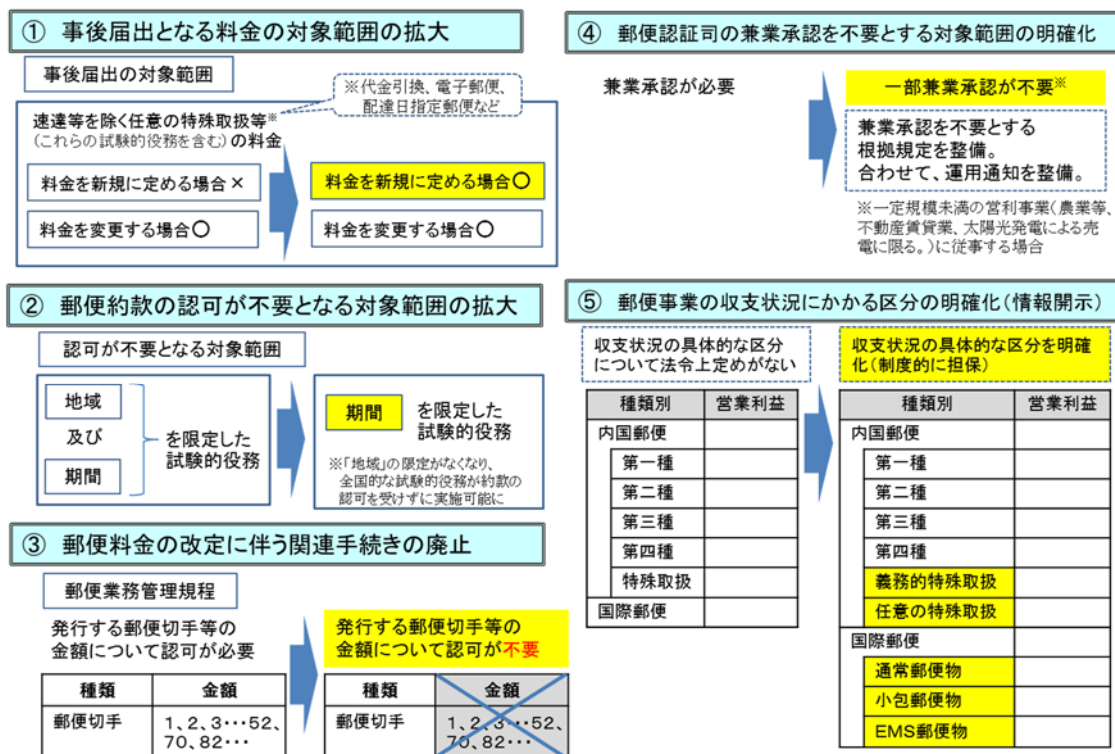 ① 事後届出となる料金の対象範囲の拡大
事後届出の対象範囲
※代金引換、電子郵便、
配達日指定郵便など
速達等を除く任意の特殊取扱等※
(これらの試験的役務を含む)の料金
料金を新規に定める場合×
料金を変更する場合○
料金を新規に定める場合○
料金を変更する場合○
② 郵便約款の認可が不要となる対象範囲の拡大
認可が不要となる対象範囲
地域
及び
期間
を限定した
試験的役務
期間
を限定した
試験的役務
※「地域」の限定がなくなり、
全国的な試験的役務が約款の
認可を受けずに実施可能に
③ 郵便料金の改定に伴う関連手続きの廃止
郵便業務管理規程
発行する郵便切手等の
金額について認可が必要
種類 金額
郵便切手 1、2、3・・・52、
70、82・・・
発行する郵便切手等の
金額について認可が不要
種類 金額
郵便切手 1、2、3・・・52、
70、82・・・
④ 郵便認証司の兼業承認を不要とする対象範囲の明確化
兼業承認が必要
一部兼業承認が不要※
兼業承認を不要とする
根拠規定を整備。
合わせて、運用通知を整備。
※一定規模未満の営利事業(農業等、
不動産賃貸業、太陽光発電による売
電に限る。)に従事する場合
⑤ 郵便事業の収支状況にかかる区分の明確化(情報開示)
収支状況の具体的な区分
について法令上定めがない
種類別 営業利益
内国郵便
第一種
第二種
第三種
第四種
特殊取扱
国際郵便
収支状況の具体的な区分を明確
化(制度的に担保)
種類別 営業利益
内国郵便
第一種
第二種
第三種
第四種
義務的特殊取扱
任意の特殊取扱
国際郵便
通常郵便物
小包郵便物
EMS郵便物